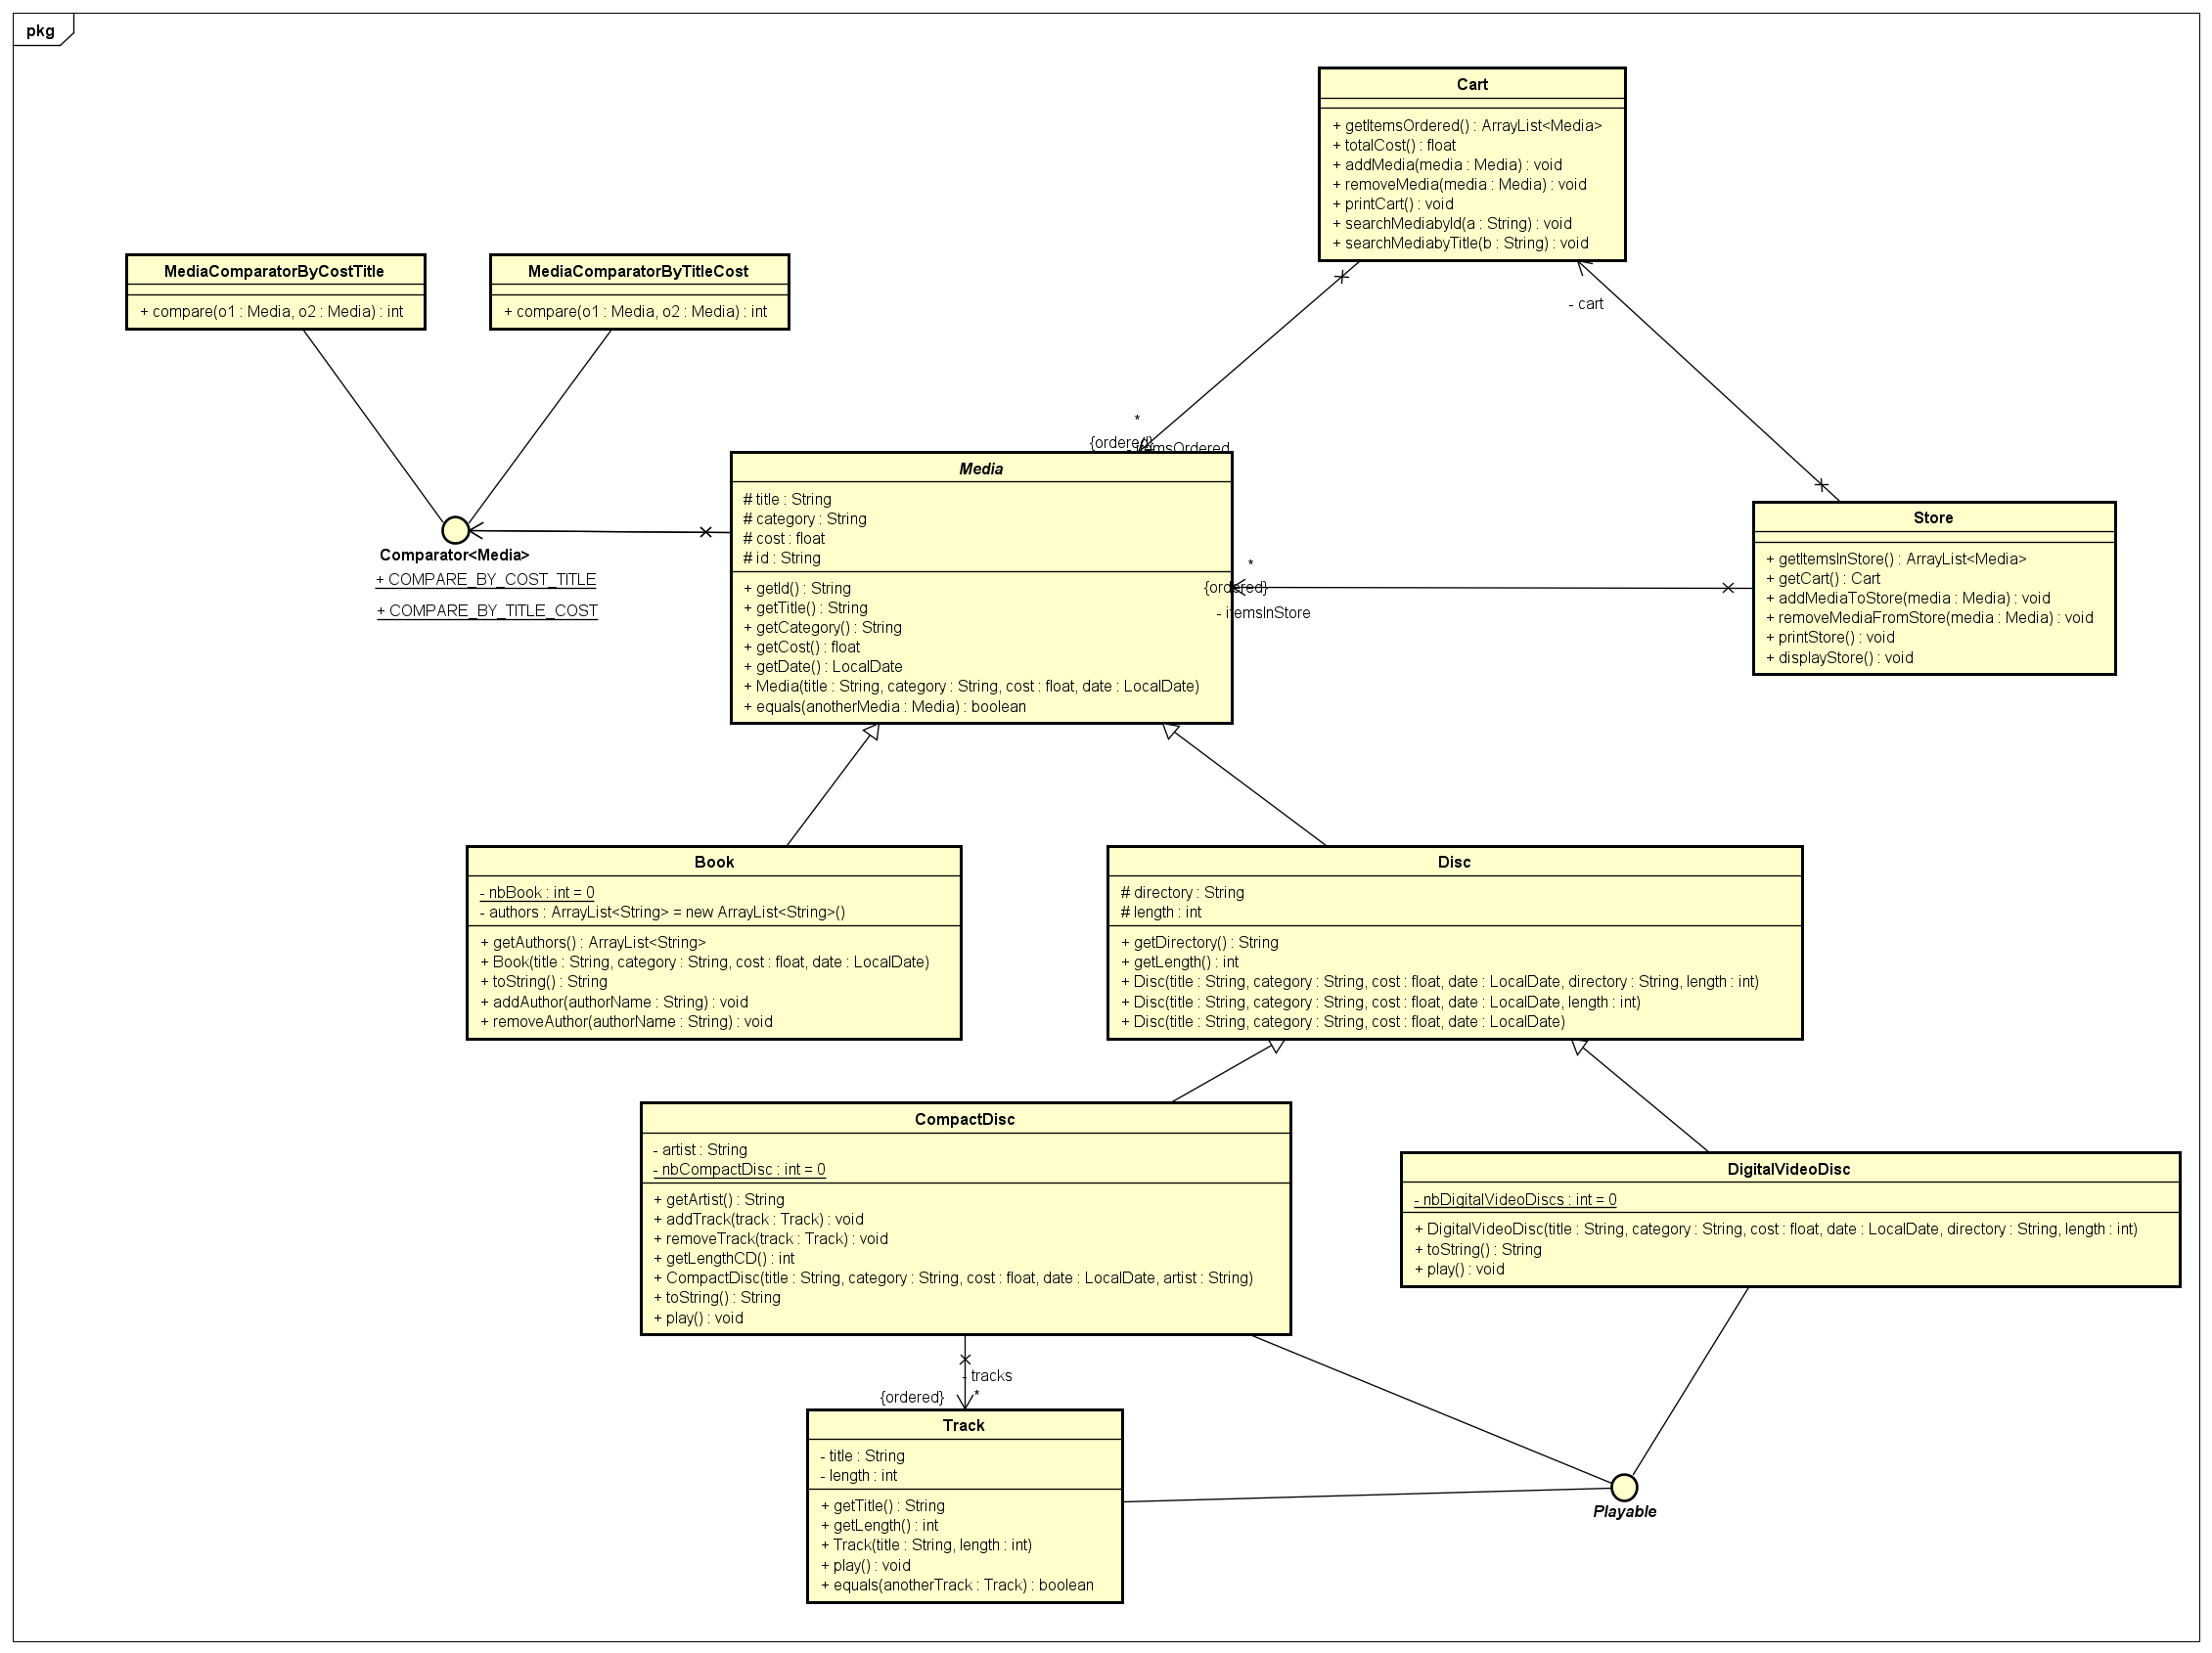 pkg
Cart
+ getItemsOrdered() : ArrayList<Media>
+ totalCost() : float
+ addMedia(media : Media) : void
+ removeMedia(media : Media) : void
+ printCart() : void
+ searchMediabyId(a : String) : void
+ searchMediabyTitle(b : String) : void
MediaComparatorByCostTitle
+ compare(o1 : Media, o2 : Media) : int
MediaComparatorByTitleCost
+ compare(o1 : Media, o2 : Media) : int
- cart
*
{ordered}
- itemsOrdered
Media
# title : String
# category : String
# cost : float
# id : String
+ getId() : String
+ getTitle() : String
+ getCategory() : String
+ getCost() : float
+ getDate() : LocalDate
+ Media(title : String, category : String, cost : float, date : LocalDate)
+ equals(anotherMedia : Media) : boolean
Comparator<Media>
+ COMPARE_BY_COST_TITLE
+ COMPARE_BY_TITLE_COST
*
{ordered}
- itemsInStore
Store
+ getItemsInStore() : ArrayList<Media>
+ getCart() : Cart
+ addMediaToStore(media : Media) : void
+ removeMediaFromStore(media : Media) : void
+ printStore() : void
+ displayStore() : void
Book
- nbBook : int = 0
- authors : ArrayList<String> = new ArrayList<String>()
+ getAuthors() : ArrayList<String>
+ Book(title : String, category : String, cost : float, date : LocalDate)
+ toString() : String
+ addAuthor(authorName : String) : void
+ removeAuthor(authorName : String) : void
Disc
# directory : String
# length : int
+ getDirectory() : String
+ getLength() : int
+ Disc(title : String, category : String, cost : float, date : LocalDate, directory : String, length : int)
+ Disc(title : String, category : String, cost : float, date : LocalDate, length : int)
+ Disc(title : String, category : String, cost : float, date : LocalDate)
CompactDisc
- artist : String
- nbCompactDisc : int = 0
+ getArtist() : String
+ addTrack(track : Track) : void
+ removeTrack(track : Track) : void
+ getLengthCD() : int
+ CompactDisc(title : String, category : String, cost : float, date : LocalDate, artist : String)
+ toString() : String
+ play() : void
DigitalVideoDisc
- nbDigitalVideoDiscs : int = 0
+ DigitalVideoDisc(title : String, category : String, cost : float, date : LocalDate, directory : String, length : int)
+ toString() : String
+ play() : void
- tracks
{ordered}
*
Track
- title : String
- length : int
+ getTitle() : String
+ getLength() : int
+ Track(title : String, length : int)
+ play() : void
+ equals(anotherTrack : Track) : boolean
Playable